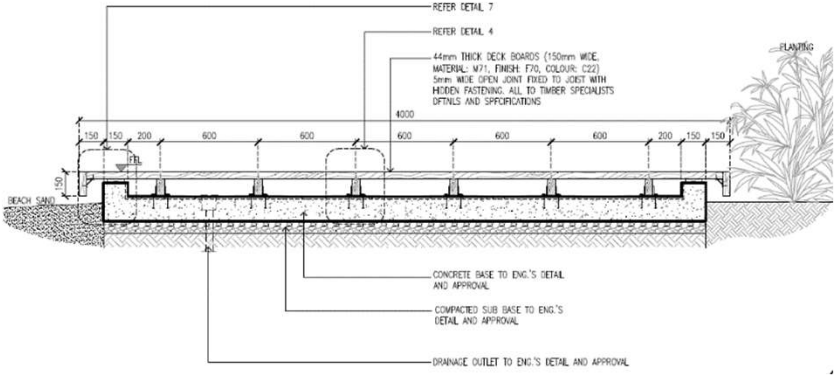 REFER DETAIL 7
REFER DETAIL 4
44mm THICK DECK BOARDS (150mm WIDE,
MATERIAL: M71, FINISH: F70, COLOUR: C22)
5mm WIDE OPEN JOINT FIXED TO JOIST WITH
HIDDEN FASTENING. ALL TO TIMBER SPECIALISTS
DETAILS AND SPECIFICATIONS
PLANTING
4000
150 150 200 600 600 600 600 600 200 150 150
FFL
150
BEACH SAND
CONCRETE BASE TO ENG.'S DETAIL
AND APPROVAL
COMPACTED SUB BASE TO ENG.'S
DETAIL AND APPROVAL
DRAINAGE OUTLET TO ENG.'S DETAIL AND APPROVAL